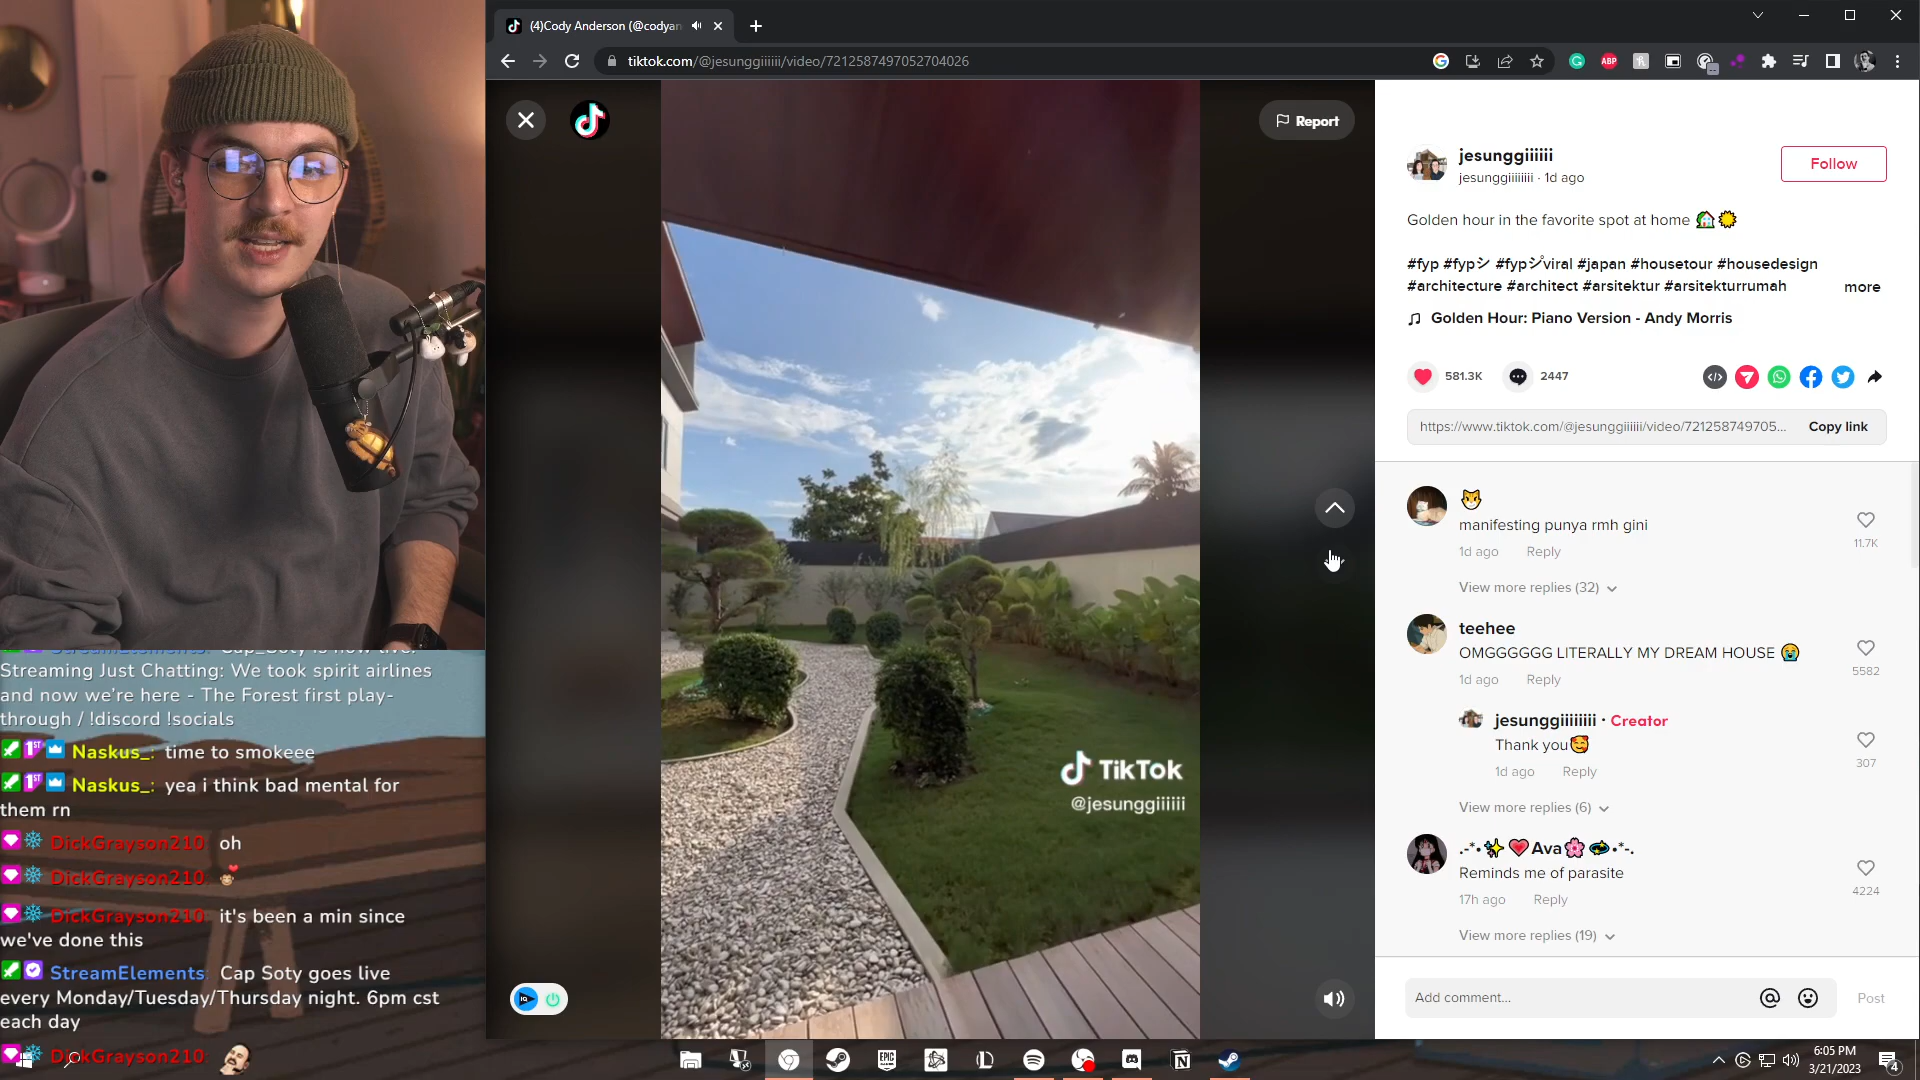 (4)Cody Anderson (@codyan
tiktok.com/@jesunggiiiiii/video/7212587497052704026
ABP
Report
TikTok
@jesunggiiiiii
jesunggiiiiii
jesunggiiiiiiii · 1d ago
Follow
Golden hour in the favorite spot at home 🏡🌞
#fyp #fypシ #fypシ゚viral #japan #housetour #housedesign
#architecture #architect #arsitektur #arsitekturrumah
more
Golden Hour: Piano Version - Andy Morris
581.3K
2447
https://www.tiktok.com/@jesunggiiiiii/video/721258749705...
Copy link
🐱
manifesting punya rmh gini
1d ago Reply
11.7K
View more replies (32)
teehee
OMGGGGGG LITERALLY MY DREAM HOUSE 😭
5582
1d ago Reply
jesunggiiiiiiii · Creator
Thank you🥰
307
1d ago Reply
View more replies (6)
.-*•✨❤️Ava🌸💫•*-.
Reminds me of parasite
4224
17h ago Reply
View more replies (19)
Add comment...
Post
Streaming Just Chatting: We took spirit airlines
and now we're here - The Forest first play-
through / !discord !socials
Naskus_: time to smokeee
Naskus_: yea i think bad mental for
them rn
DickGrayson210: oh
DickGrayson210:
DickGrayson210: it's been a min since
we've done this
StreamElements: Cap Soty goes live
every Monday/Tuesday/Thursday night. 6pm cst
each day
DickGrayson210:
EPIC
6:05 PM
3/21/2023
4